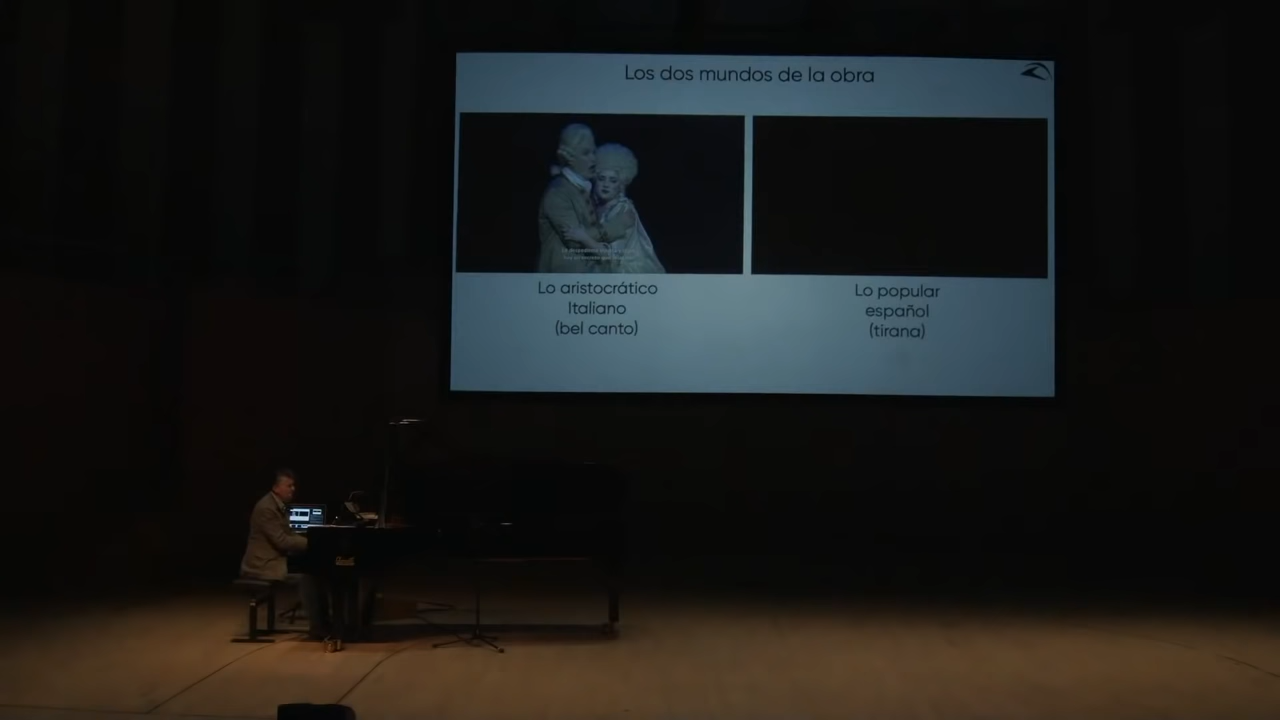 Los dos mundos de la obra
Lo aristocrático
Italiano
(bel canto)
Lo popular
español
(tirana)